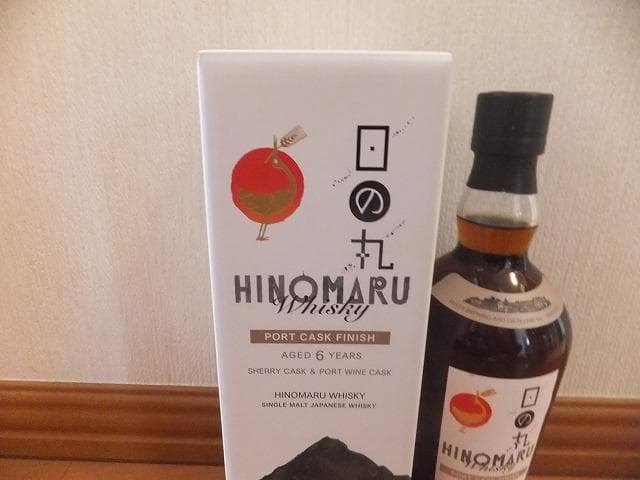 日
の
丸
HINOMARU
Whisky
PORT CASK FINISH
AGED 6 YEARS
SHERRY CASK & PORT WINE CASK
HINOMARU WHISKY
SINGLE MALT JAPANESE WHISKY
日
の
丸
HINOMARU
Whisky